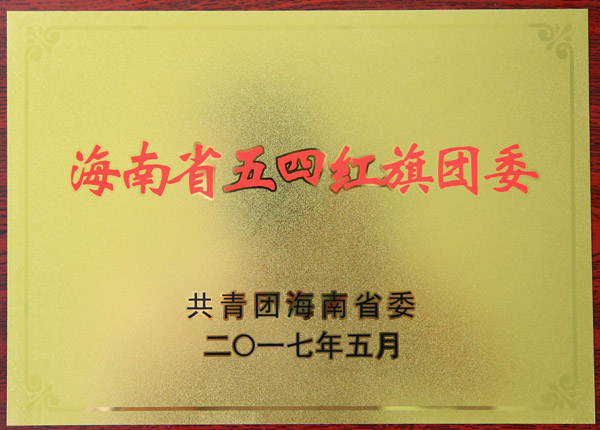 海南省五四红旗团委
共青团海南省委
二〇一七年五月